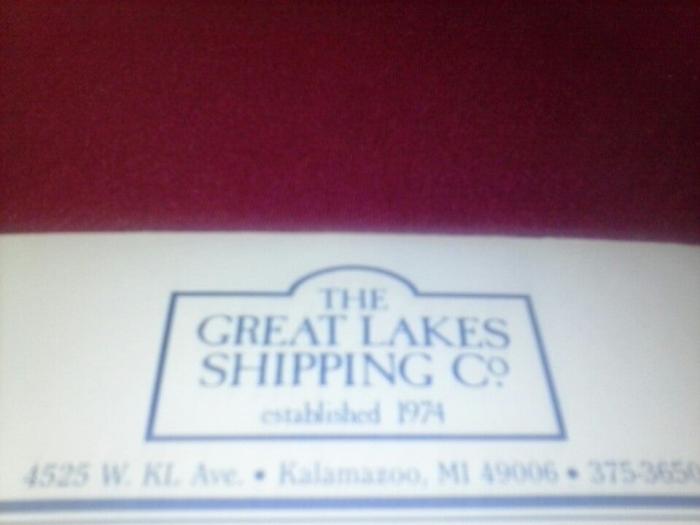 THE
GREAT LAKES
SHIPPING Co.
established 1974
4525 W. KL Ave. • Kalamazoo, MI 49006 • 375-3650